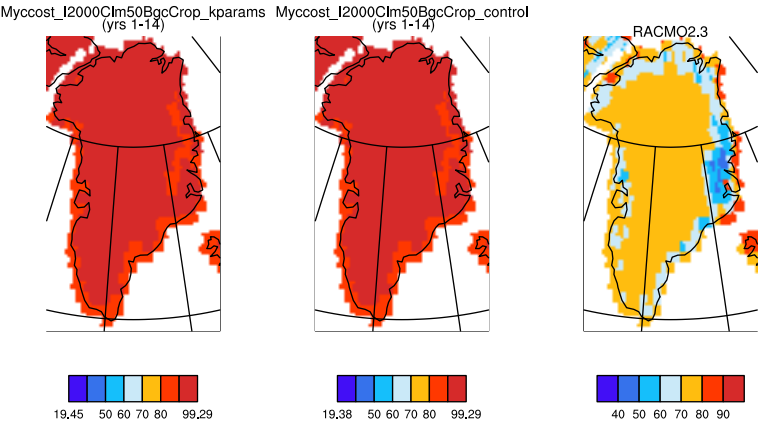 Myccost_I2000Clm50BgcCrop_kparams
(yrs 1-14)
Myccost_I2000Clm50BgcCrop_control
(yrs 1-14)
RACMO2.3
19.45 50 60 70 80 99.29
19.38 50 60 70 80 99.29
40 50 60 70 80 90